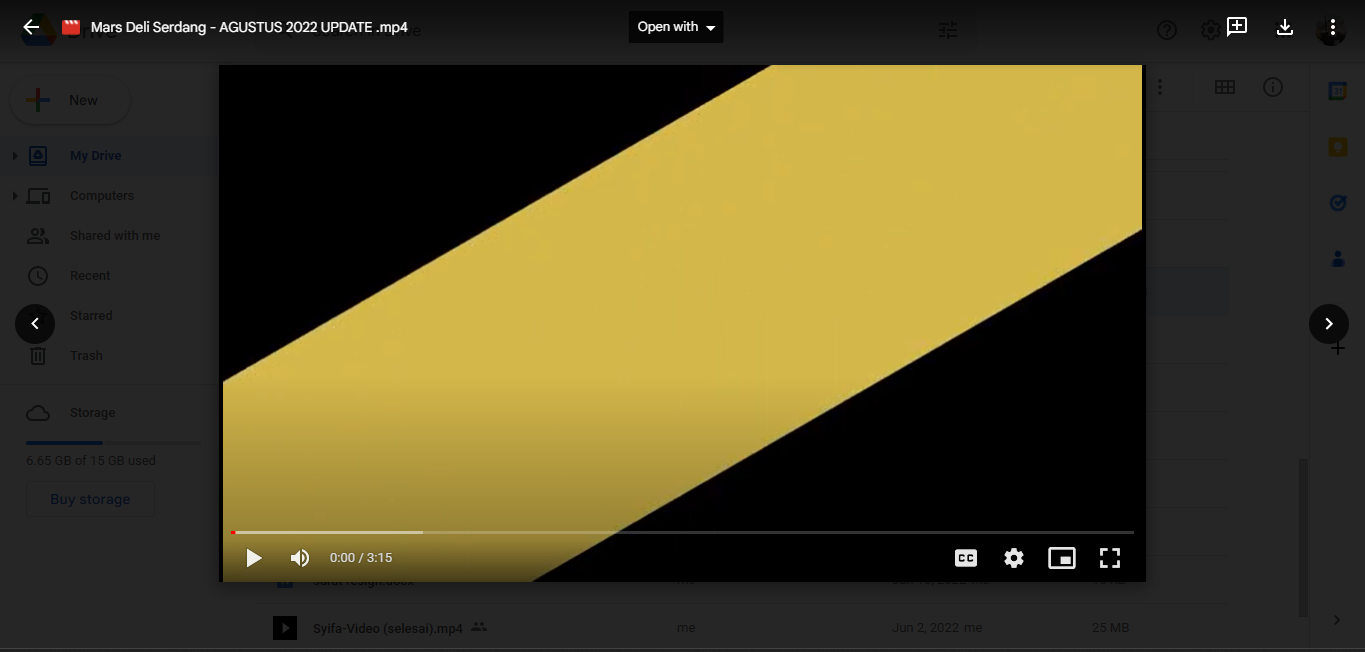 Mars Deli Serdang - AGUSTUS 2022 UPDATE .mp4
Open with
New
My Drive
Computers
Shared with me
Recent
Starred
Trash
Storage
6.65 GB of 15 GB used
Buy storage
0:00 / 3:15
CC
Syifa-Video (selesai).mp4
me
Jun 2, 2022 me
25 MB